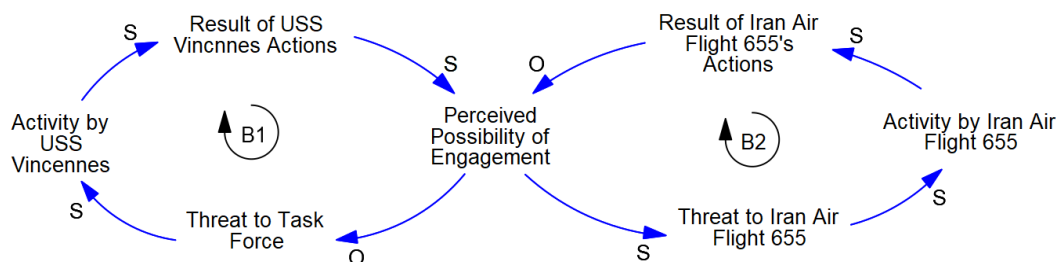 S
Result of USS
Vincnnes Actions
S
Activity by
USS
Vincennes
B1
S
Threat to Task
Force
O
Perceived
Possibility of
Engagement
O
Result of Iran Air
Flight 655's
Actions
S
B2
Activity by Iran Air
Flight 655
S
Threat to Iran Air
Flight 655
S